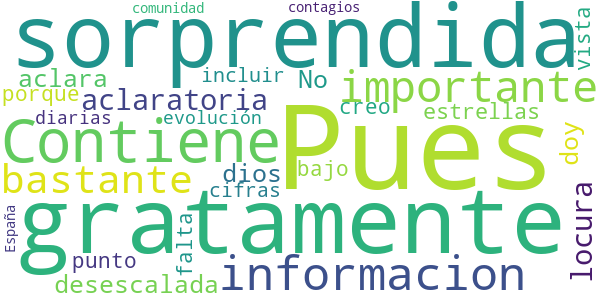 comunidad contagios
sorprendida
vista
aclara incluir No importante
porque aclaratoria creo estrellas
diarias evolución
Contiene Pues doy
bastante dios bajo
cifras
gratamente locura
España falta
punto informacion
desescalada